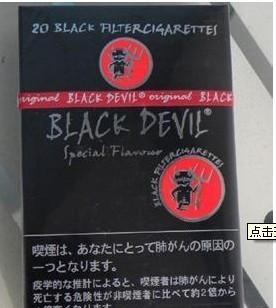 20 BLACK FILTERCIGARETTES
original BLACK DEVIL® original BLACK
BLACK DEVIL®
Special Flavour
BLACK FILTERCIGARETTES
喫煙は、あなたにとって肺がんの原因の
一つとなります。
疫学的な推計によると、喫煙者は肺がんにより
死亡する危険性が非喫煙者に比べて約2倍から
点击